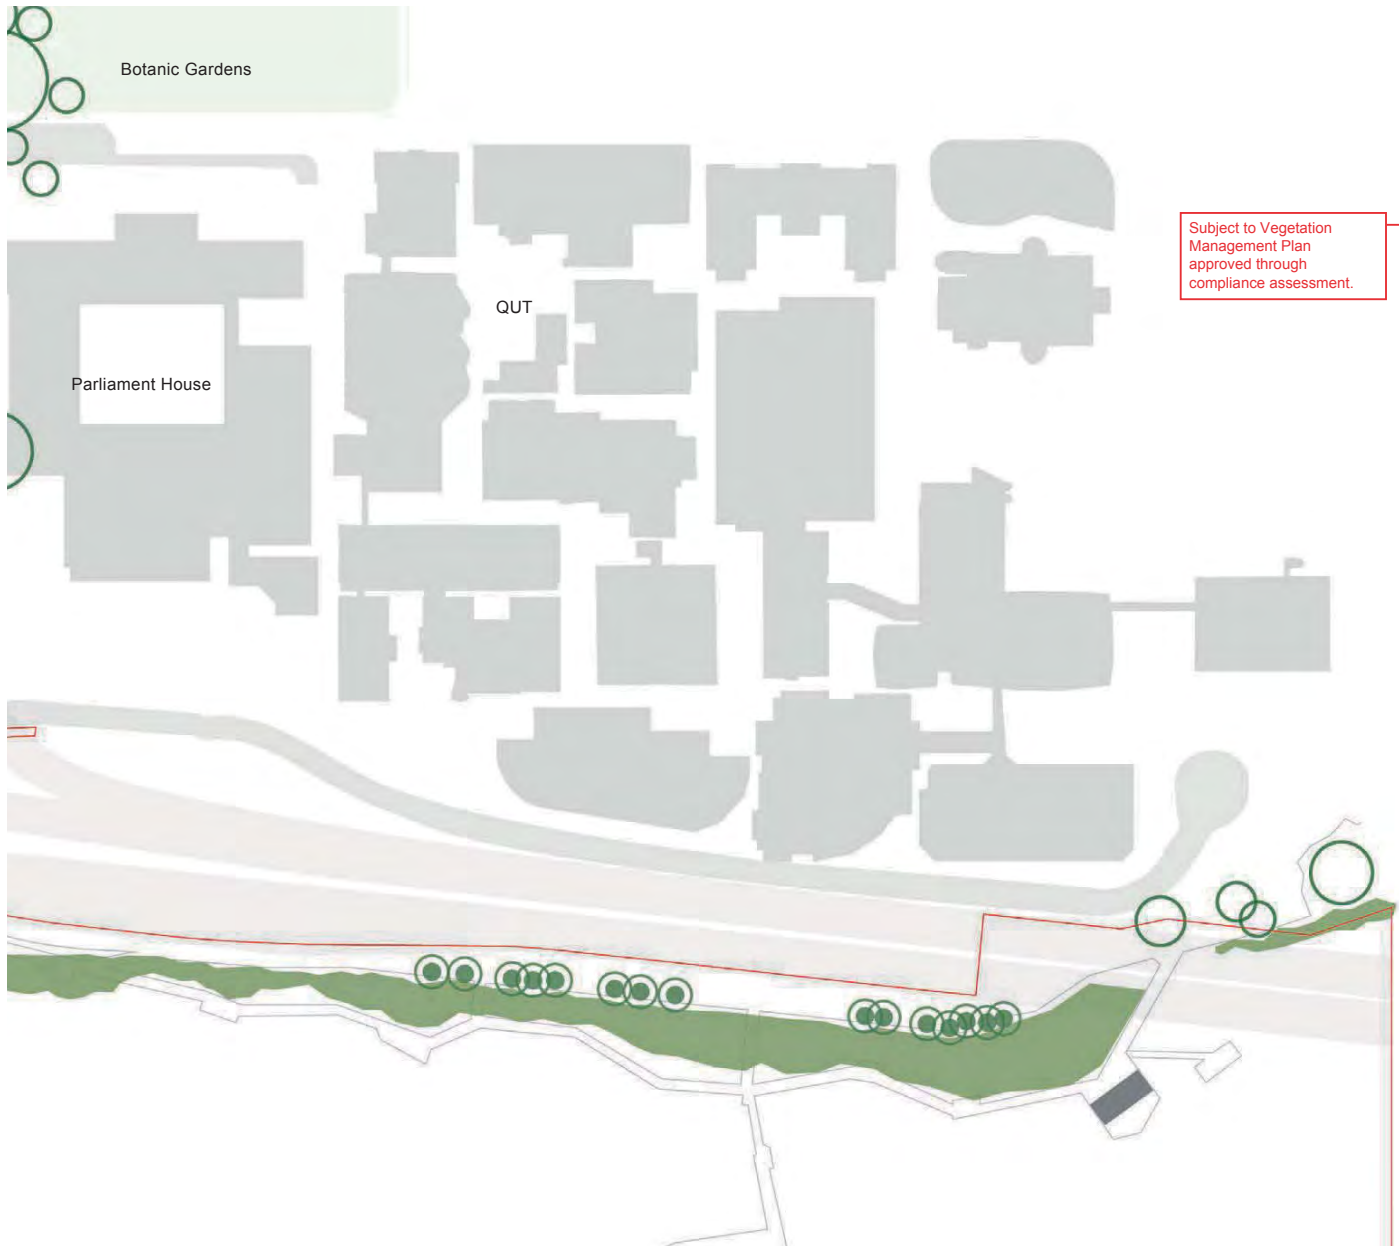 Botanic Gardens
Subject to Vegetation
Management Plan
approved through
compliance assessment.
QUT
Parliament House